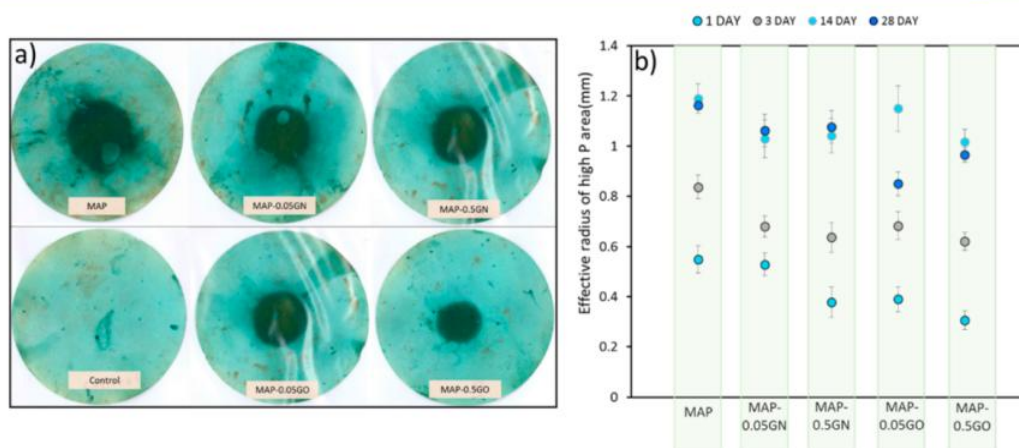 a)
MAP
MAP-0.05GN
MAP-0.5GN
Control
MAP-0.05GO
MAP-0.5GO
1 DAY 3 DAY 14 DAY 28 DAY
b)
Effective radius of high P area(mm)
1.4
1.2
1
0.8
0.6
0.4
0.2
0
MAP
MAP-
0.05GN
MAP-
0.5GN
MAP-
0.05GO
MAP-
0.5GO